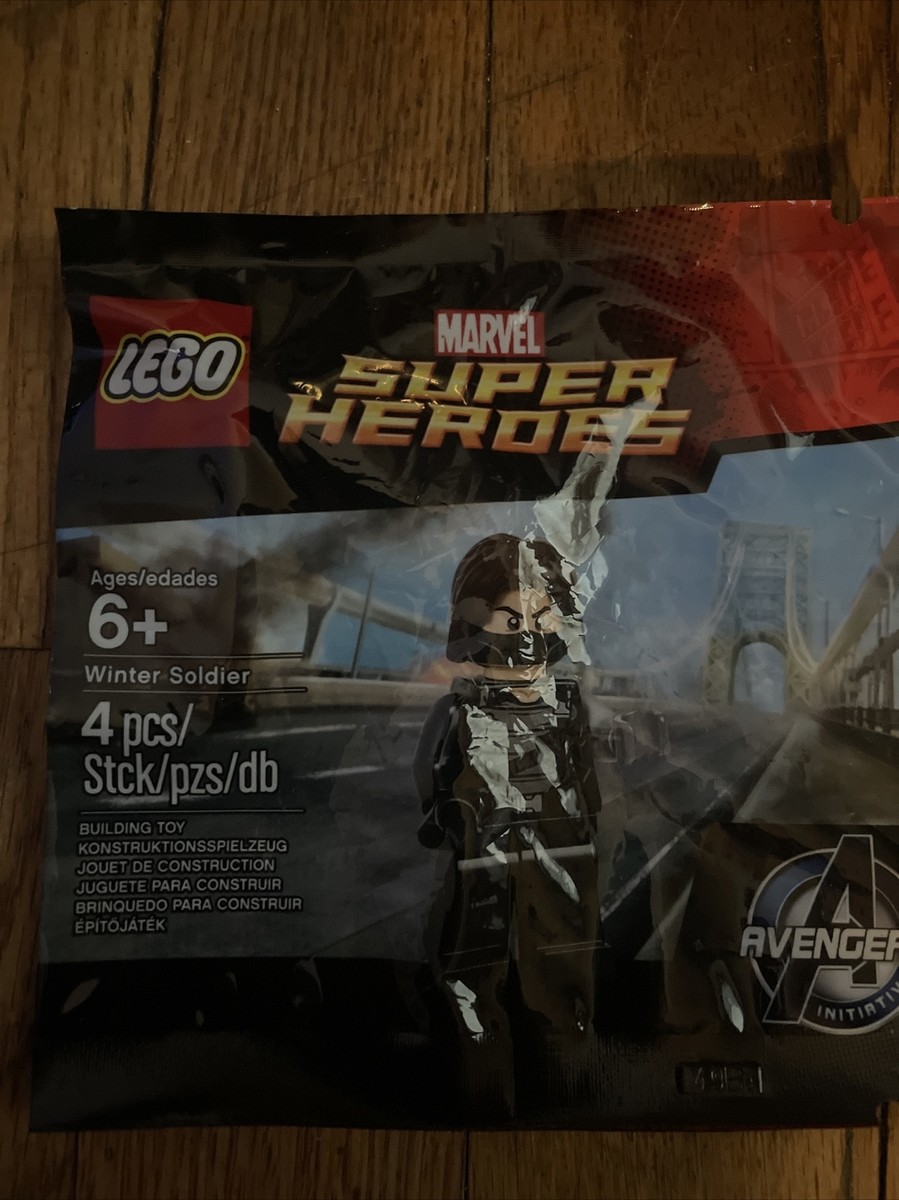 LEGO
MARVEL
SUPER
HEROES
Ages/edades
6+
Winter Soldier
4 pcs/
Stck/pzs/db
BUILDING TOY
KONSTRUKTIONSSPIELZEUG
JOUET DE CONSTRUCTION
JUGUETE PARA CONSTRUIR
BRINQUEDO PARA CONSTRUIR
ÉPÍTŐJÁTÉK
AVENGER
INITIATIV